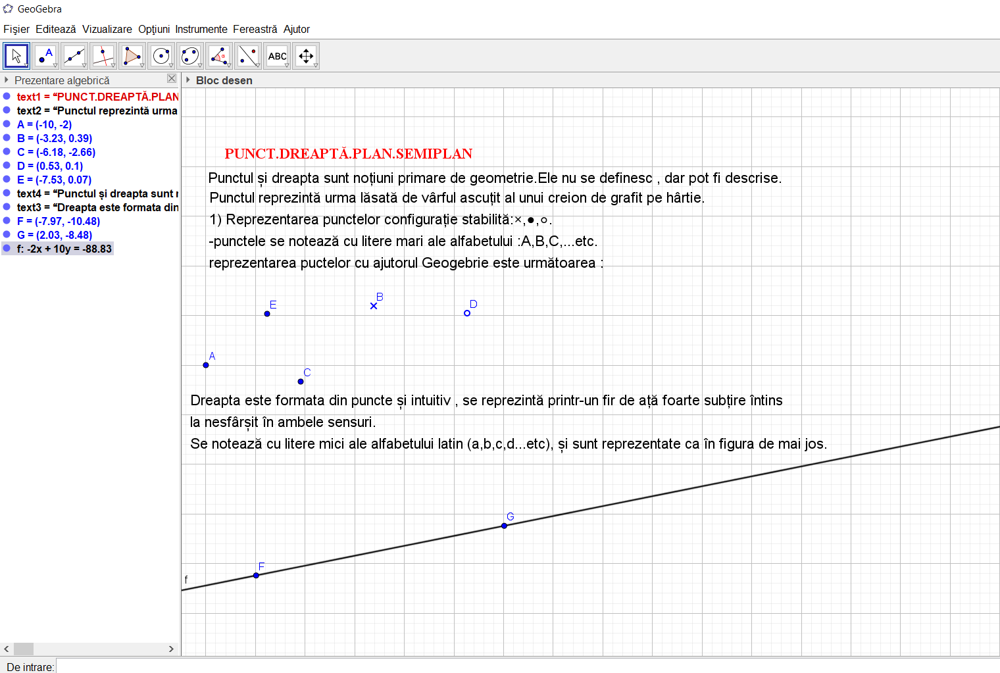 GeoGebra
Fișier Editează Vizualizare Opțiuni Instrumente Fereastră Ajutor
A
α
ABC
Prezentare algebrică
Bloc desen
text1 = “PUNCT.DREAPTĂ.PLAN
text2 = “Punctul reprezintă urma
A = (-10, -2)
B = (-3.23, 0.39)
C = (-6.18, -2.66)
D = (0.53, 0.1)
E = (-7.53, 0.07)
text4 = “Punctul și dreapta sunt r
text3 = “Dreapta este formata din
F = (-7.97, -10.48)
G = (2.03, -8.48)
f: -2x + 10y = -88.83
PUNCT.DREAPTĂ.PLAN.SEMIPLAN
Punctul și dreapta sunt noțiuni primare de geometrie.Ele nu se definesc , dar pot fi descrise.
Punctul reprezintă urma lăsată de vârful ascuțit al unui creion de grafit pe hârtie.
1) Reprezentarea punctelor configurație stabilită:×,●,○.
-punctele se notează cu litere mari ale alfabetului :A,B,C,...etc.
reprezentarea puctelor cu ajutorul Geogebrie este următoarea :
E
B
D
A
C
Dreapta este formata din puncte și intuitiv , se reprezintă printr-un fir de ață foarte subțire întins
la nesfârșit în ambele sensuri.
Se notează cu litere mici ale alfabetului latin (a,b,c,d...etc), și sunt reprezentate ca în figura de mai jos.
G
F
f
De intrare: